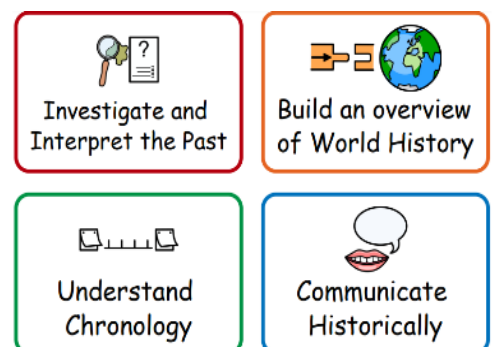 ?
Investigate and
Interpret the Past
Build an overview
of World History
Understand
Chronology
Communicate
Historically